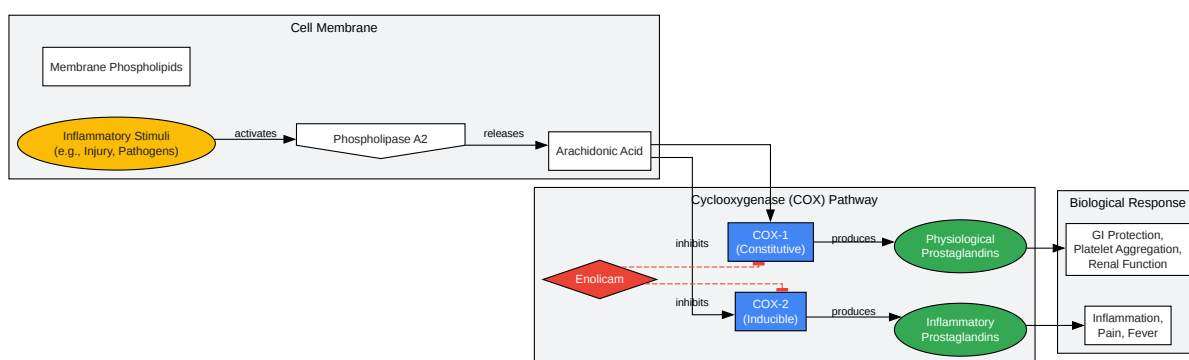 Cell Membrane
Membrane Phospholipids
Inflammatory Stimuli
(e.g., Injury, Pathogens)
activates
Phospholipase A2
releases
Arachidonic Acid
Cyclooxygenase (COX) Pathway
Biological Response
inhibits
COX-1
(Constitutive)
produces
Physiological
Prostaglandins
GI Protection,
Platelet Aggregation,
Renal Function
Enolicam
inhibits
COX-2
(Inducible)
produces
Inflammatory
Prostaglandins
Inflammation,
Pain, Fever